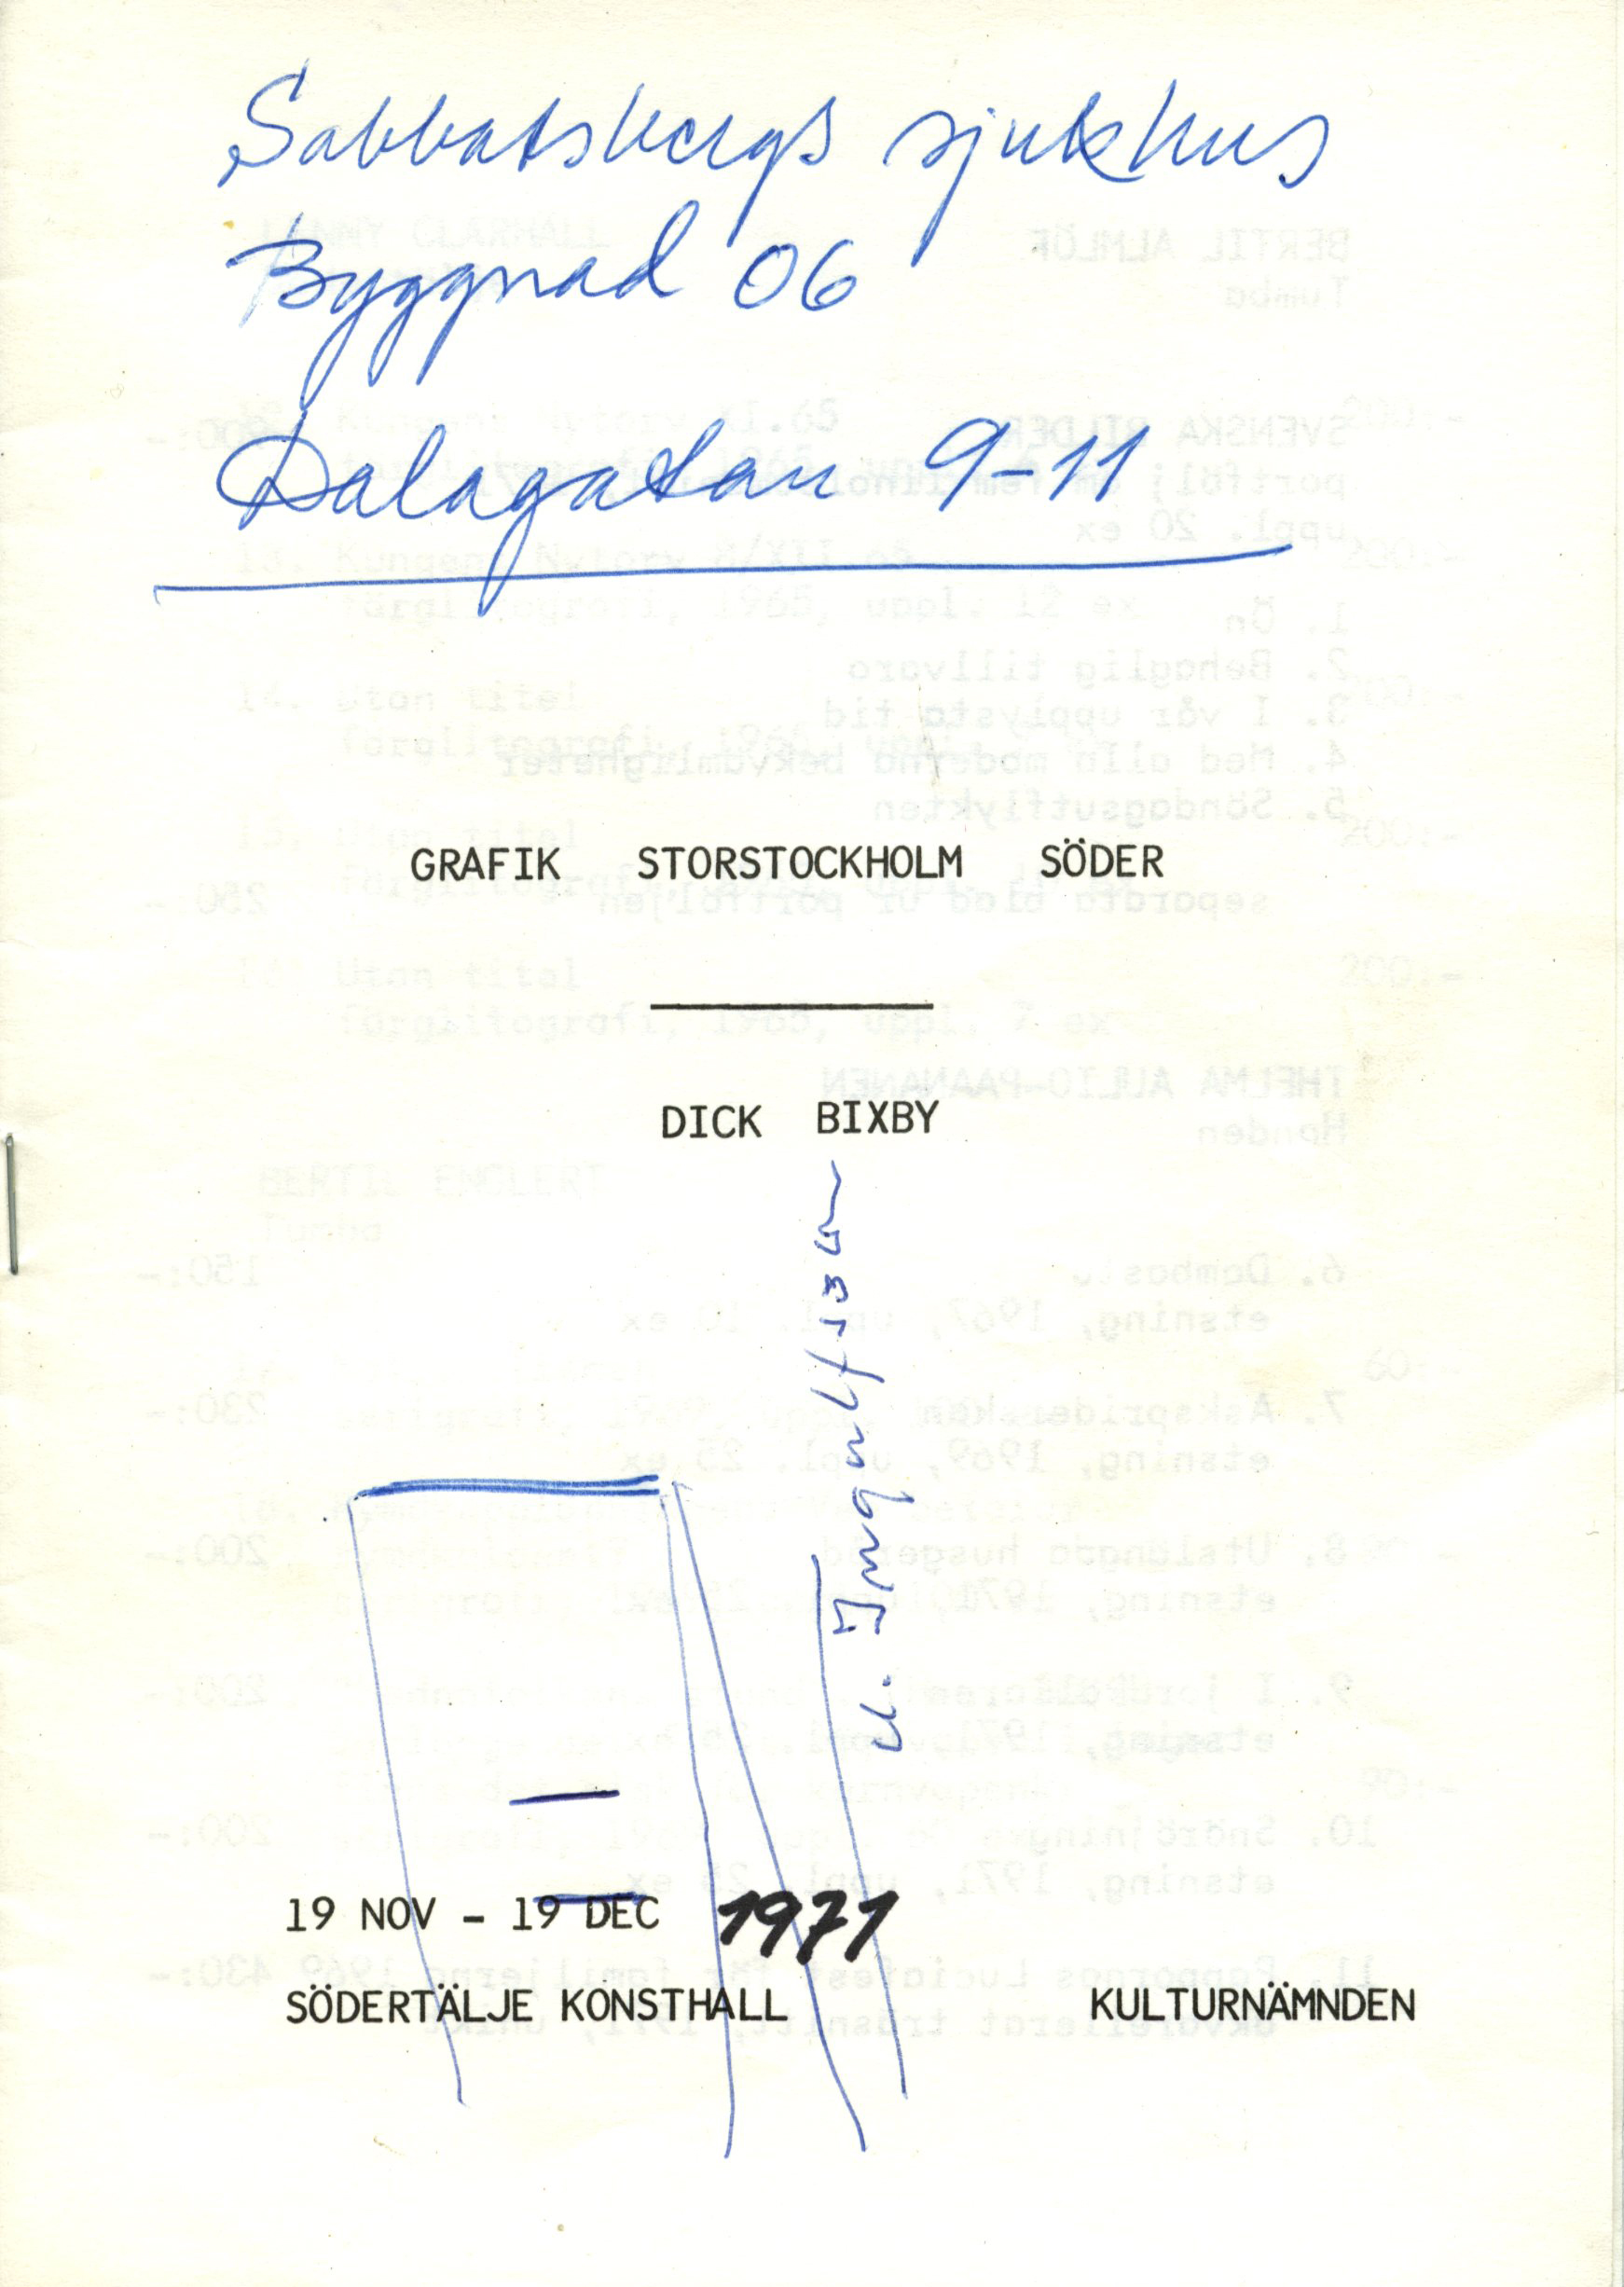 Sabbatsbergs sjukhus
Byggnad 06
Dalagatan 9-11
GRAFIK STORSTOCKHOLM SÖDER
DICK BIXBY
U. Ingulfson
19 NOV - 19 DEC 1971
SÖDERTÄLJE KONSTHALL KULTURNÄMNDEN